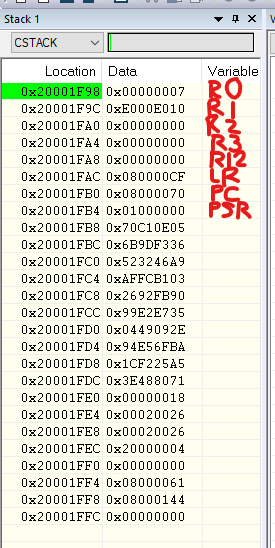 Stack 1
CSTACK
Location Data Variable
0x20001F98 0x00000007 R0
0x20001F9C 0xE000E010 R1
0x20001FA0 0x00000000 R2
0x20001FA4 0x00000000 R3
0x20001FA8 0x00000000 R12
0x20001FAC 0x080000CF LR
0x20001FB0 0x08000070 PC
0x20001FB4 0x01000000 PSR
0x20001FB8 0x70C10E05
0x20001FBC 0x6B9DF336
0x20001FC0 0x523246A9
0x20001FC4 0xAFFCB103
0x20001FC8 0x2692FB90
0x20001FCC 0x99E2E735
0x20001FD0 0x0449092E
0x20001FD4 0x94E56FBA
0x20001FD8 0x1CF225A5
0x20001FDC 0x3E488071
0x20001FE0 0x00000018
0x20001FE4 0x00020026
0x20001FE8 0x00020026
0x20001FEC 0x20000004
0x20001FF0 0x00000000
0x20001FF4 0x08000061
0x20001FF8 0x08000144
0x20001FFC 0x00000000